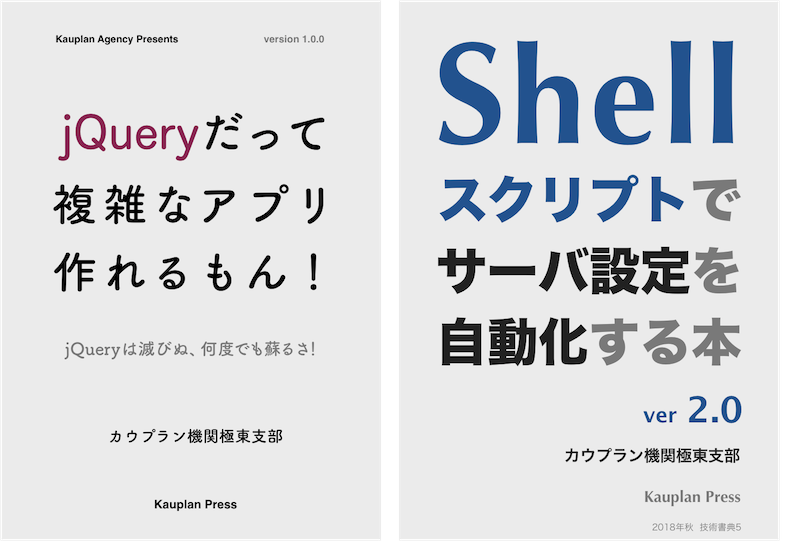 Kauplan Agency Presents
version 1.0.0
jQueryだって
複雑なアプリ
作れるもん！
jQueryは滅びぬ、何度でも蘇るさ！
カウプラン機関極東支部
Kauplan Press
Shell
スクリプトで
サーバ設定を
自動化する本
ver 2.0
カウプラン機関極東支部
Kauplan Press
2018年秋 技術書典5